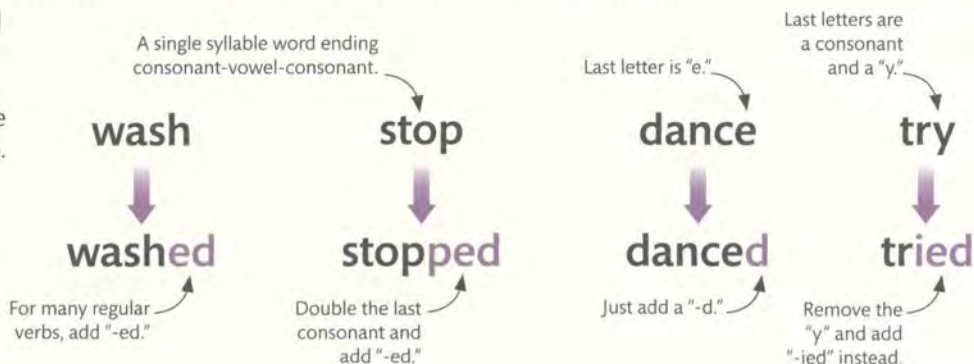 A single syllable word ending
consonant-vowel-consonant.
Last letter is "e."
Last letters are
a consonant
and a "y."
wash
stop
dance
try
washed
stopped
danced
tried
For many regular
verbs, add "-ed."
Double the last
consonant and
add "-ed."
Just add a "-d."
Remove the
"y" and add
"-ied" instead.